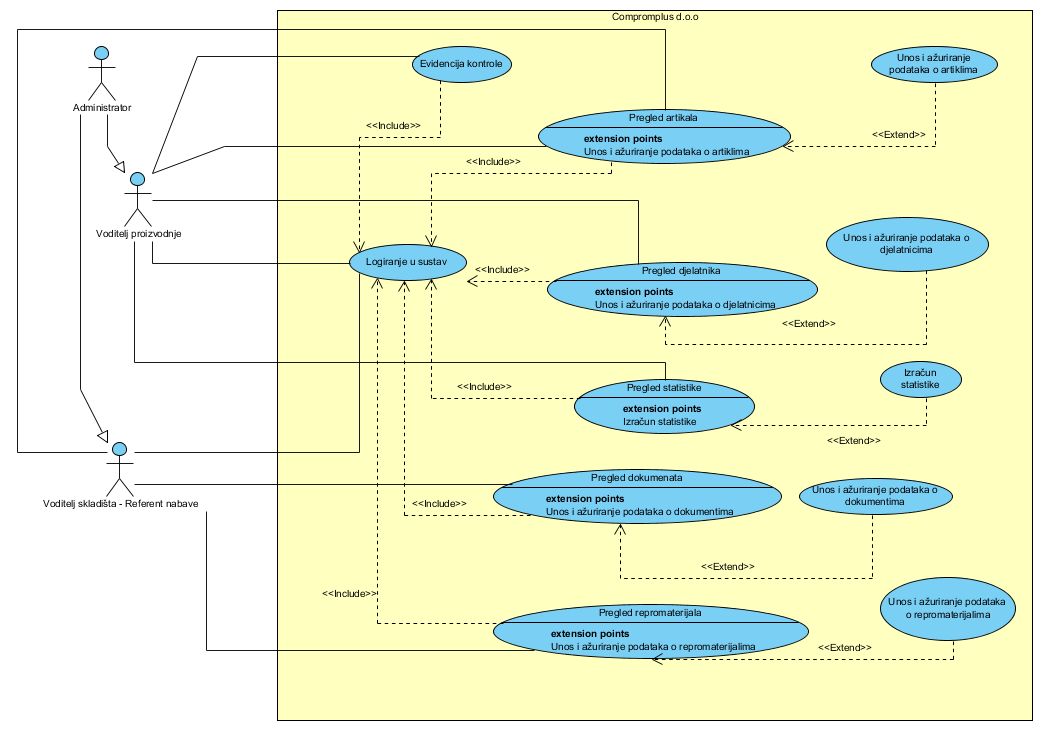 Compromplus d.o.o
Evidencija kontrole
Unos i ažuriranje
podataka o artiklima
Administrator
<<Include>>
Pregled artikala
extension points
Unos i ažuriranje podataka o artiklima
<<Extend>>
<<Include>>
Voditelj proizvodnje
Unos i ažuriranje podataka o
djelatnicima
Logiranje u sustav
<<Include>>
Pregled djelatnika
extension points
Unos i ažuriranje podataka o djelatnicima
<<Extend>>
Izračun
statistike
<<Include>>
Pregled statistike
extension points
Izračun statistike
<<Extend>>
Voditelj skladišta - Referent nabave
Pregled dokumenata
extension points
Unos i ažuriranje podataka o dokumentima
Unos i ažuriranje podataka o
dokumentima
<<Include>>
<<Extend>>
<<Include>>
Pregled repromaterijala
extension points
Unos i ažuriranje podataka o repromaterijalima
Unos i ažuriranje podataka
o repromaterijalima
<<Extend>>